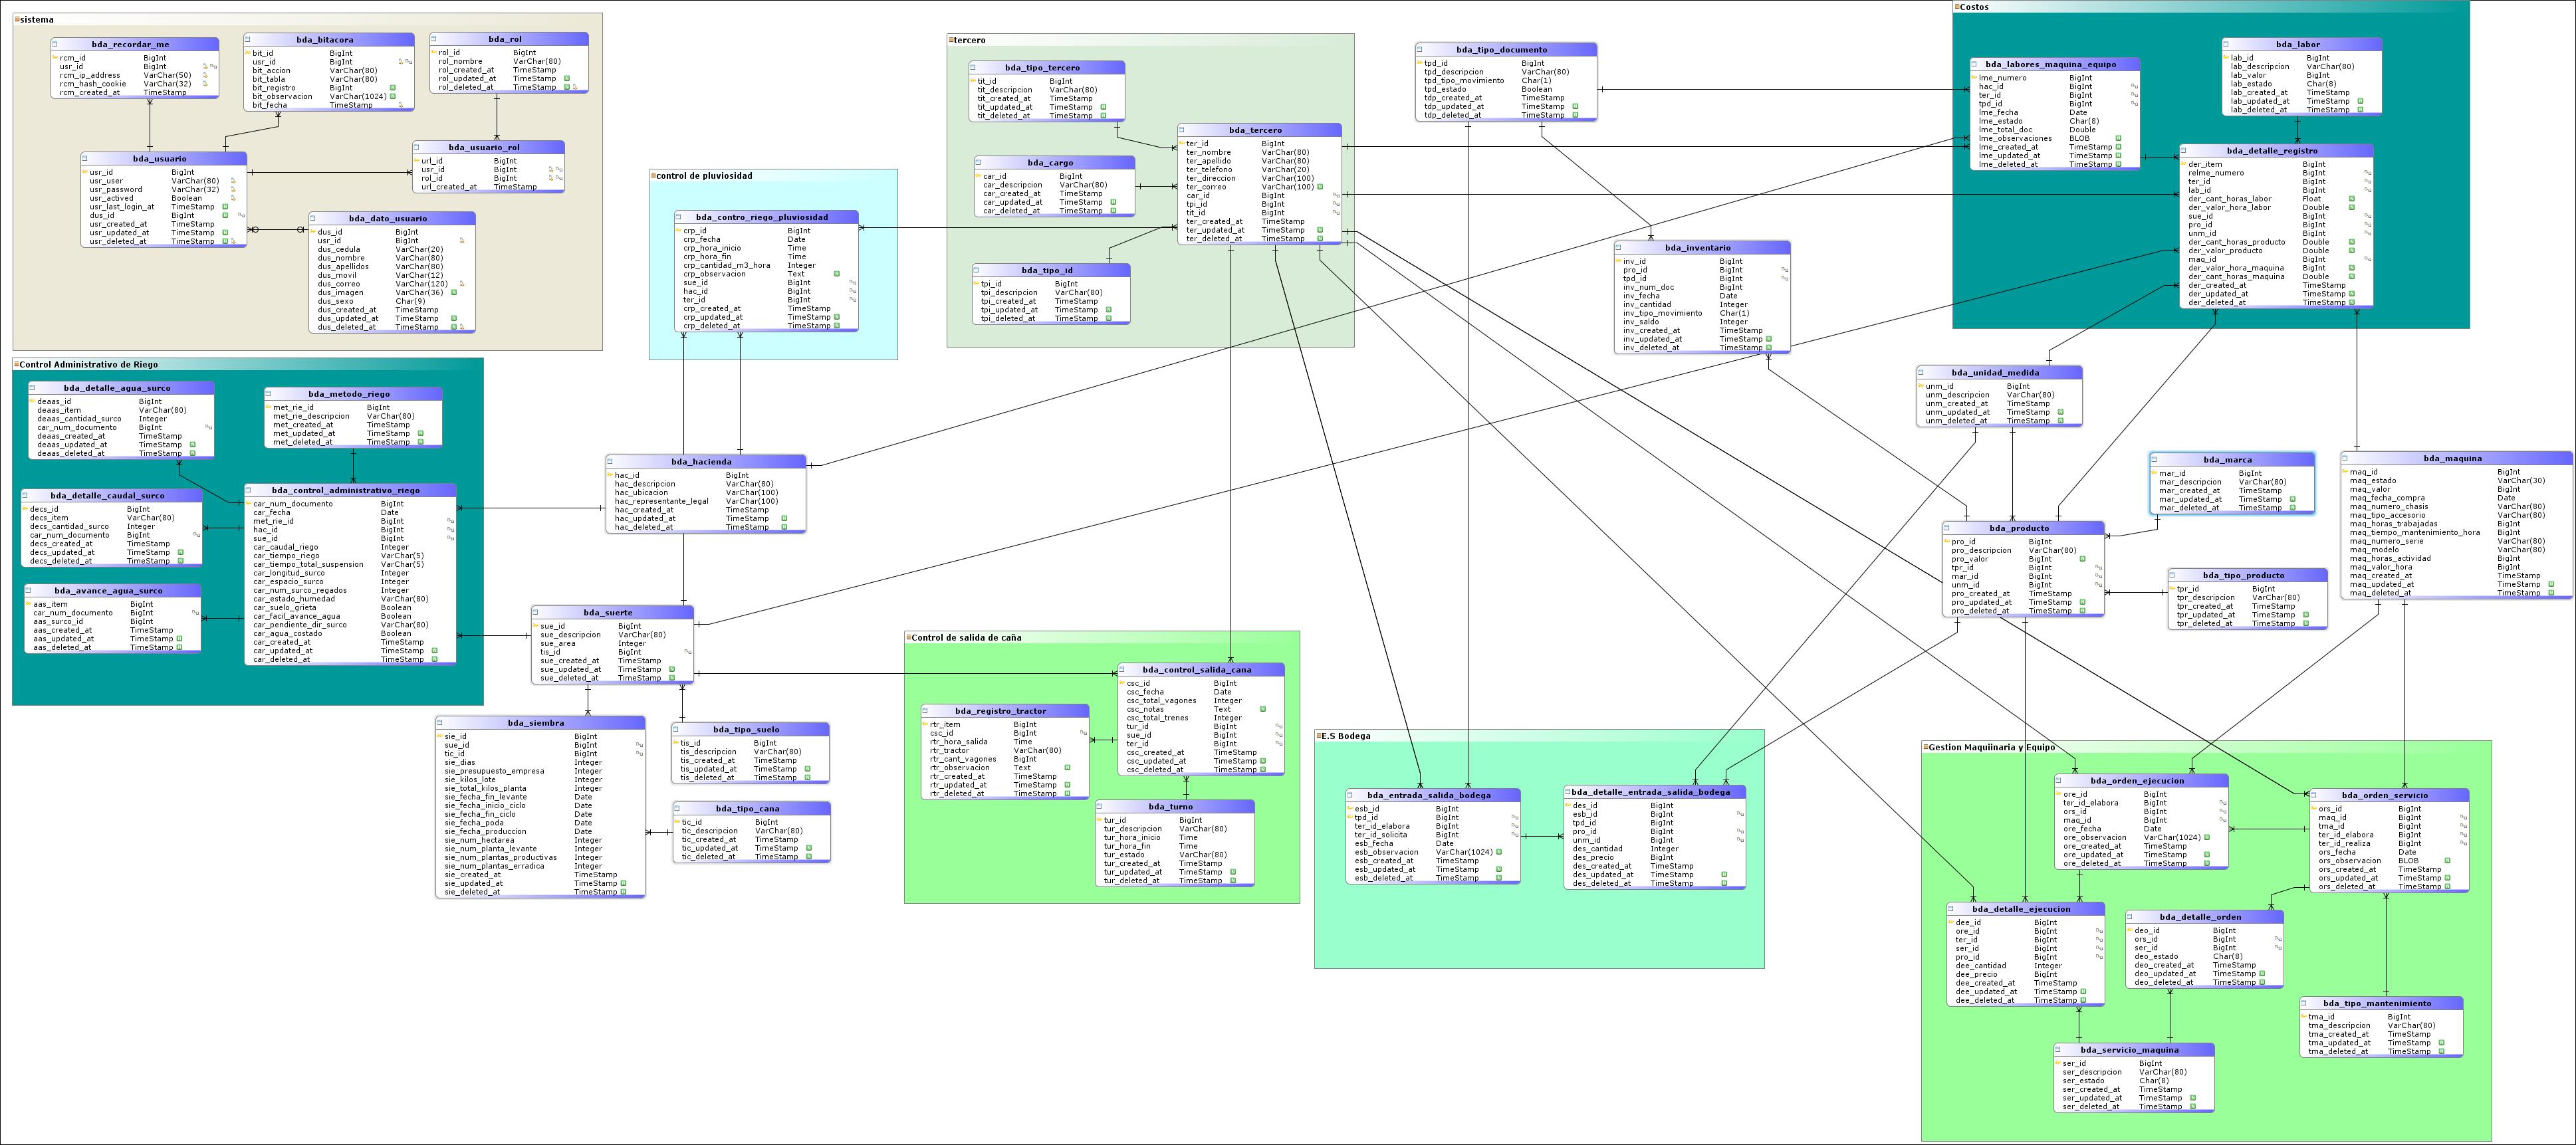 sistema
bda_recordar_me
rcm_id BigInt
usr_id BigInt
rcm_ip_address VarChar(50)
rcm_hash_cookie VarChar(32)
rcm_created_at TimeStamp
bda_bitacora
bit_id BigInt
usr_id BigInt
bit_accion VarChar(80)
bit_tabla VarChar(80)
bit_registro BigInt
bit_observacion VarChar(1024)
bit_fecha TimeStamp
bda_rol
rol_id BigInt
rol_nombre VarChar(80)
rol_created_at TimeStamp
rol_updated_at TimeStamp
rol_deleted_at TimeStamp
bda_usuario
usr_id BigInt
usr_user VarChar(80)
usr_password VarChar(32)
usr_actived Boolean
usr_last_login_at TimeStamp
dus_id BigInt
usr_created_at TimeStamp
usr_updated_at TimeStamp
usr_deleted_at TimeStamp
bda_usuario_rol
url_id BigInt
usr_id BigInt
rol_id BigInt
url_created_at TimeStamp
bda_dato_usuario
dus_id BigInt
usr_id BigInt
dus_cedula VarChar(20)
dus_nombre VarChar(80)
dus_apellidos VarChar(80)
dus_movil VarChar(12)
dus_correo VarChar(120)
dus_imagen VarChar(36)
dus_sexo Char(9)
dus_created_at TimeStamp
dus_updated_at TimeStamp
dus_deleted_at TimeStamp
control de pluviosidad
bda_contro_riego_pluviosidad
crp_id BigInt
crp_fecha Date
crp_hora_inicio Time
crp_hora_fin Time
crp_cantidad_m3_hora Integer
crp_observacion Text
sue_id BigInt
hac_id BigInt
ter_id BigInt
crp_created_at TimeStamp
crp_updated_at TimeStamp
crp_deleted_at TimeStamp
tercero
bda_tipo_tercero
tit_id BigInt
tit_descripcion VarChar(80)
tit_created_at TimeStamp
tit_updated_at TimeStamp
tit_deleted_at TimeStamp
bda_cargo
car_id BigInt
car_descripcion VarChar(80)
car_created_at TimeStamp
car_updated_at TimeStamp
car_deleted_at TimeStamp
bda_tipo_id
tpi_id BigInt
tpi_descripcion VarChar(80)
tpi_created_at TimeStamp
tpi_updated_at TimeStamp
tpi_deleted_at TimeStamp
bda_tercero
ter_id BigInt
ter_nombre VarChar(80)
ter_apellido VarChar(80)
ter_telefono VarChar(20)
ter_direccion VarChar(100)
ter_correo VarChar(100)
car_id BigInt
tpi_id BigInt
tit_id BigInt
ter_created_at TimeStamp
ter_updated_at TimeStamp
ter_deleted_at TimeStamp
bda_tipo_documento
tpd_id BigInt
tpd_descripcion VarChar(80)
tpd_tipo_movimiento Char(1)
tpd_estado Boolean
tdp_created_at TimeStamp
tdp_updated_at TimeStamp
tdp_deleted_at TimeStamp
bda_inventario
inv_id BigInt
pro_id BigInt
tpd_id BigInt
inv_num_doc BigInt
inv_fecha Date
inv_cantidad Integer
inv_tipo_movimiento Char(1)
inv_saldo Integer
inv_created_at TimeStamp
inv_updated_at TimeStamp
inv_deleted_at TimeStamp
Costos
bda_labores_maquina_equipo
lme_numero BigInt
hac_id BigInt
ter_id BigInt
tpd_id BigInt
lme_fecha Date
lme_estado Char(8)
lme_total_doc Double
lme_observaciones BLOB
lme_created_at TimeStamp
lme_updated_at TimeStamp
lme_deleted_at TimeStamp
bda_labor
lab_id BigInt
lab_descripcion VarChar(80)
lab_valor BigInt
lab_estado Char(8)
lab_created_at TimeStamp
lab_updated_at TimeStamp
lab_deleted_at TimeStamp
bda_detalle_registro
der_item BigInt
relme_numero BigInt
ter_id BigInt
lab_id BigInt
der_cant_horas_labor Float
der_valor_hora_labor Double
sue_id BigInt
pro_id BigInt
unm_id BigInt
der_cant_horas_producto Double
der_valor_producto Double
maq_id BigInt
der_valor_hora_maquina BigInt
der_cant_horas_maquina Double
der_created_at TimeStamp
der_updated_at TimeStamp
der_deleted_at TimeStamp
Control Administrativo de Riego
bda_detalle_agua_surco
deaas_id BigInt
deaas_item VarChar(80)
deaas_cantidad_surco Integer
car_num_documento BigInt
deaas_created_at TimeStamp
deaas_updated_at TimeStamp
deaas_deleted_at TimeStamp
bda_metodo_riego
met_rie_id BigInt
met_rie_descripcion VarChar(80)
met_created_at TimeStamp
met_updated_at TimeStamp
met_deleted_at TimeStamp
bda_detalle_caudal_surco
decs_id BigInt
decs_item VarChar(80)
decs_cantidad_surco Integer
car_num_documento BigInt
decs_created_at TimeStamp
decs_updated_at TimeStamp
decs_deleted_at TimeStamp
bda_avance_agua_surco
aas_item BigInt
car_num_documento BigInt
aas_surco_id BigInt
aas_created_at TimeStamp
aas_updated_at TimeStamp
aas_deleted_at TimeStamp
bda_control_administrativo_riego
car_num_documento BigInt
car_fecha Date
met_rie_id BigInt
hac_id BigInt
sue_id BigInt
car_caudal_riego Integer
car_tiempo_riego VarChar(5)
car_tiempo_total_suspension VarChar(5)
car_longitud_surco Integer
car_espacio_surco Integer
car_num_surco_regados Integer
car_estado_humedad VarChar(80)
car_suelo_grieta Boolean
car_facil_avance_agua Boolean
car_pendiente_dir_surco VarChar(80)
car_agua_costado Boolean
car_created_at TimeStamp
car_updated_at TimeStamp
car_deleted_at TimeStamp
bda_hacienda
hac_id BigInt
hac_descripcion VarChar(80)
hac_ubicacion VarChar(100)
hac_representante_legal VarChar(100)
hac_created_at TimeStamp
hac_updated_at TimeStamp
hac_deleted_at TimeStamp
bda_suerte
sue_id BigInt
sue_descripcion VarChar(80)
sue_area Integer
tis_id BigInt
sue_created_at TimeStamp
sue_updated_at TimeStamp
sue_deleted_at TimeStamp
bda_siembra
sie_id BigInt
sue_id BigInt
tic_id BigInt
sie_dias Integer
sie_presupuesto_empresa Integer
sie_kilos_lote Integer
sie_total_kilos_planta Integer
sie_fecha_fin_levante Date
sie_fecha_inicio_ciclo Date
sie_fecha_fin_ciclo Date
sie_fecha_poda Date
sie_fecha_produccion Date
sie_num_hectarea Integer
sie_num_planta_levante Integer
sie_num_plantas_productivas Integer
sie_num_plantas_erradica Integer
sie_created_at TimeStamp
sie_updated_at TimeStamp
sie_deleted_at TimeStamp
bda_tipo_suelo
tis_id BigInt
tis_descripcion VarChar(80)
tis_created_at TimeStamp
tis_updated_at TimeStamp
tis_deleted_at TimeStamp
bda_tipo_cana
tic_id BigInt
tic_descripcion VarChar(80)
tic_created_at TimeStamp
tic_updated_at TimeStamp
tic_deleted_at TimeStamp
Control de salida de caña
bda_registro_tractor
rtr_item BigInt
csc_id BigInt
rtr_hora_salida Time
rtr_tractor VarChar(80)
rtr_cant_vagones BigInt
rtr_observacion Text
rtr_created_at TimeStamp
rtr_updated_at TimeStamp
rtr_deleted_at TimeStamp
bda_control_salida_cana
csc_id BigInt
csc_fecha Date
csc_total_vagones Integer
csc_notas Text
csc_total_trenes Integer
tur_id BigInt
sue_id BigInt
ter_id BigInt
csc_created_at TimeStamp
csc_updated_at TimeStamp
csc_deleted_at TimeStamp
bda_turno
tur_id BigInt
tur_descripcion VarChar(80)
tur_hora_inicio Time
tur_hora_fin Time
tur_estado VarChar(80)
tur_created_at TimeStamp
tur_updated_at TimeStamp
tur_deleted_at TimeStamp
E.S Bodega
bda_entrada_salida_bodega
esb_id BigInt
tpd_id BigInt
ter_id_elabora BigInt
ter_id_solicita BigInt
esb_fecha Date
esb_observacion VarChar(1024)
esb_created_at TimeStamp
esb_updated_at TimeStamp
esb_deleted_at TimeStamp
bda_detalle_entrada_salida_bodega
des_id BigInt
esb_id BigInt
tpd_id BigInt
pro_id BigInt
unm_id BigInt
des_cantidad Integer
des_precio BigInt
des_created_at TimeStamp
des_updated_at TimeStamp
des_deleted_at TimeStamp
bda_unidad_medida
unm_id BigInt
unm_descripcion VarChar(80)
unm_created_at TimeStamp
unm_updated_at TimeStamp
unm_deleted_at TimeStamp
bda_marca
mar_id BigInt
mar_descripcion VarChar(80)
mar_created_at TimeStamp
mar_updated_at TimeStamp
mar_deleted_at TimeStamp
bda_producto
pro_id BigInt
pro_descripcion VarChar(80)
pro_valor BigInt
tpr_id BigInt
mar_id BigInt
unm_id BigInt
pro_created_at TimeStamp
pro_updated_at TimeStamp
pro_deleted_at TimeStamp
bda_tipo_producto
tpr_id BigInt
tpr_descripcion VarChar(80)
tpr_created_at TimeStamp
tpr_updated_at TimeStamp
tpr_deleted_at TimeStamp
bda_maquina
maq_id BigInt
maq_estado VarChar(30)
maq_valor BigInt
maq_fecha_compra Date
maq_numero_chasis VarChar(80)
maq_tipo_accesorio VarChar(80)
maq_horas_trabajadas BigInt
maq_tiempo_mantenimiento_hora BigInt
maq_numero_serie VarChar(80)
maq_modelo VarChar(80)
maq_horas_actividad BigInt
maq_valor_hora BigInt
maq_created_at TimeStamp
maq_updated_at TimeStamp
maq_deleted_at TimeStamp
Gestion Maquiinaria y Equipo
bda_orden_ejecucion
ore_id BigInt
ter_id_elabora BigInt
ors_id BigInt
maq_id BigInt
ore_fecha Date
ore_observacion VarChar(1024)
ore_created_at TimeStamp
ore_updated_at TimeStamp
ore_deleted_at TimeStamp
bda_orden_servicio
ors_id BigInt
maq_id BigInt
tma_id BigInt
ter_id_elabora BigInt
ter_id_realiza BigInt
ors_fecha Date
ors_observacion BLOB
ors_created_at TimeStamp
ors_updated_at TimeStamp
ors_deleted_at TimeStamp
bda_detalle_ejecucion
dee_id BigInt
ore_id BigInt
ter_id BigInt
ser_id BigInt
pro_id BigInt
dee_cantidad Integer
dee_precio BigInt
dee_created_at TimeStamp
dee_updated_at TimeStamp
dee_deleted_at TimeStamp
bda_detalle_orden
deo_id BigInt
ors_id BigInt
ser_id BigInt
deo_estado Char(8)
deo_created_at TimeStamp
deo_updated_at TimeStamp
deo_deleted_at TimeStamp
bda_tipo_mantenimiento
tma_id BigInt
tma_descripcion VarChar(80)
tma_created_at TimeStamp
tma_updated_at TimeStamp
tma_deleted_at TimeStamp
bda_servicio_maquina
ser_id BigInt
ser_descripcion VarChar(80)
ser_estado Char(8)
ser_created_at TimeStamp
ser_updated_at TimeStamp
ser_deleted_at TimeStamp